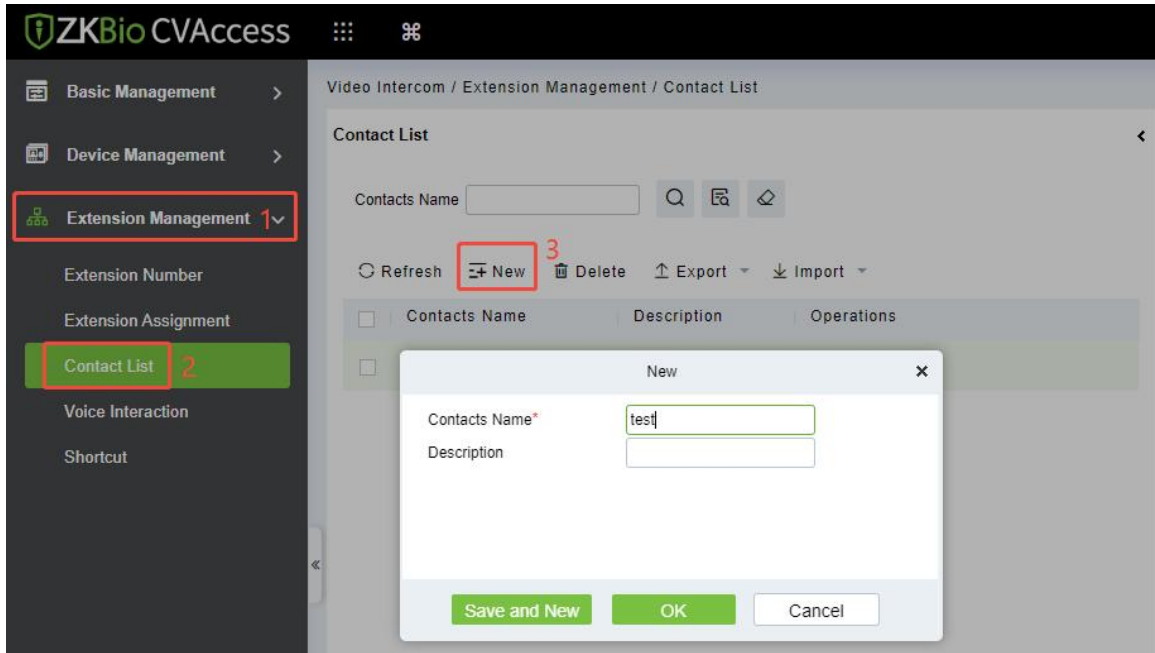 ZKBio CVAccess
Basic Management
Device Management
Extension Management 1
Extension Number
Extension Assignment
Contact List 2
Voice Interaction
Shortcut
Video Intercom / Extension Management / Contact List
Contact List
Contacts Name
3
Refresh New Delete Export Import
Contacts Name Description Operations
New
Contacts Name* test
Description
Save and New OK Cancel